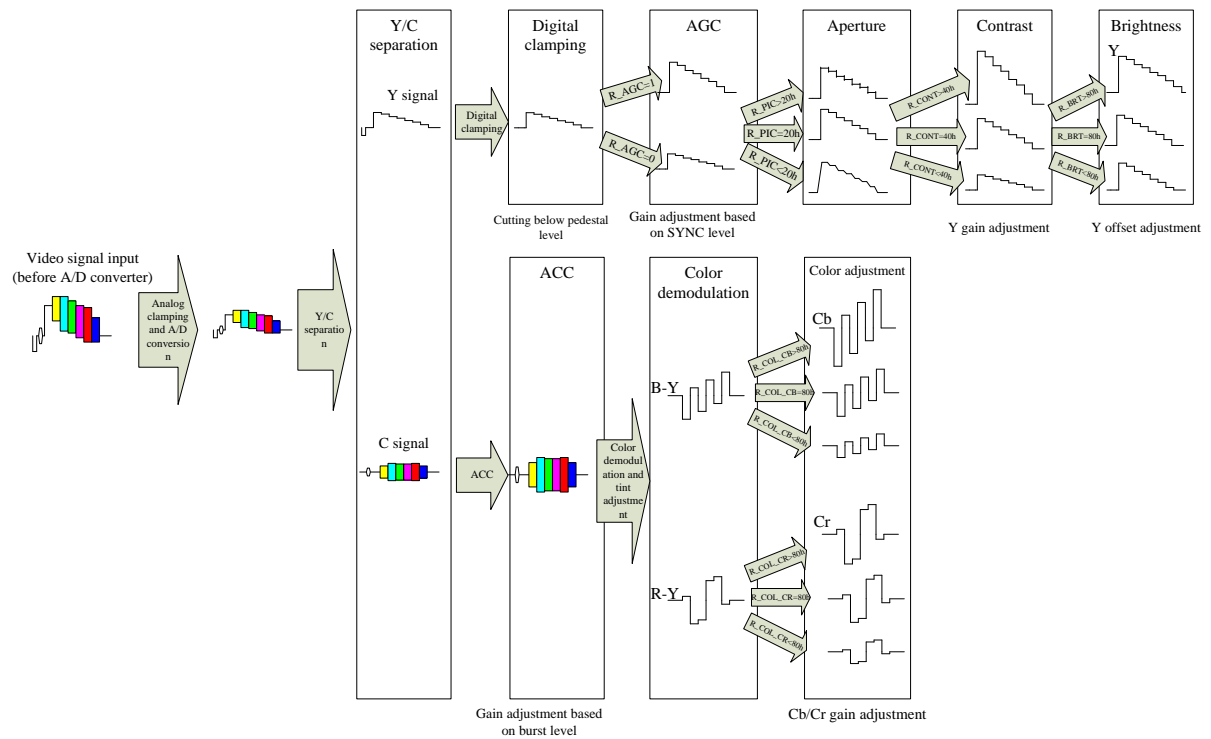 Y/C
separation
Digital
clamping
AGC
Aperture
Contrast
Brightness
Y signal
Digital
clamping
R_AGC=1
R_AGC=0
R_PIC>20h
R_PIC=20h
R_PIC<20h
R_CONT>40h
R_CONT=40h
R_CONT<40h
Y
R_BRT>80h
R_BRT=80h
R_BRT<80h
Cutting below pedestal
level
Gain adjustment based
on SYNC level
Y gain adjustment
Y offset adjustment
Video signal input
(before A/D converter)
Analog
clamping
and A/D
conversio
n
Y/C
separatio
n
C signal
ACC
ACC
Color
demodul
ation and
tint
adjustme
nt
Color
demodulation
B-Y
R-Y
Color adjustment
Cb
R_COL_CB>80h
R_COL_CB=80h
R_COL_CB<80h
Cr
R_COL_CR>80h
R_COL_CR=80h
R_COL_CR<80h
Gain adjustment based
on burst level
Cb/Cr gain adjustment